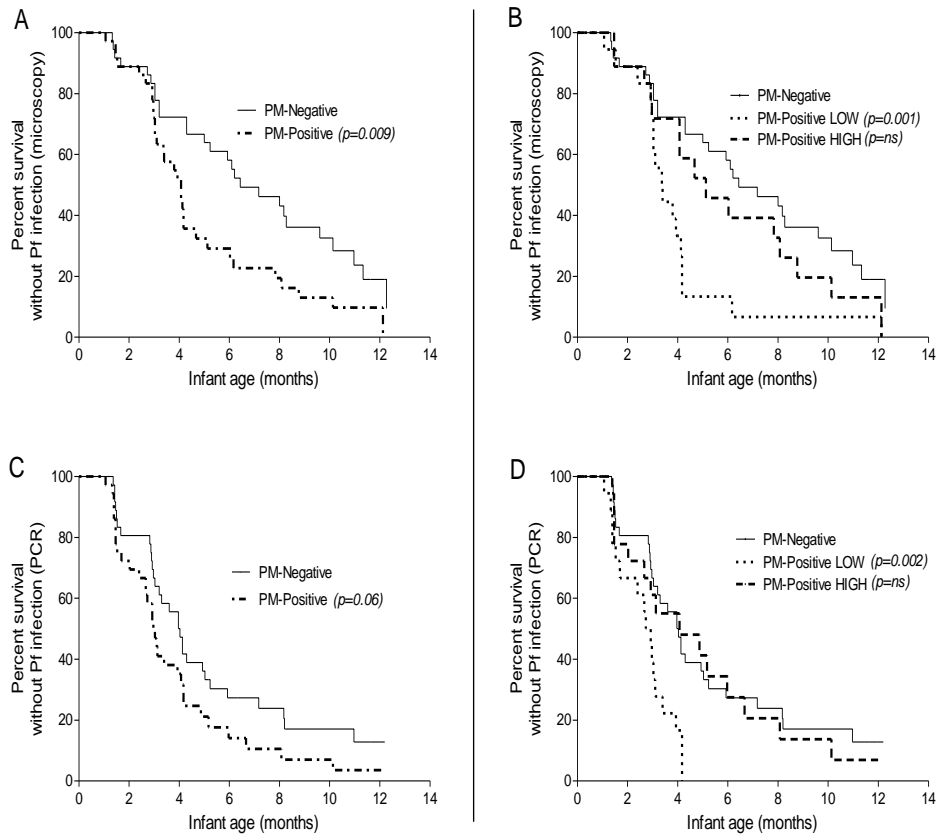 A
Percent survival
without Pf infection (microscopy)
100
80
60
40
20
0
0 2 4 6 8 10 12 14
Infant age (months)
PM-Negative
PM-Positive (p=0.009)
B
Percent survival
without Pf infection (microscopy)
100
80
60
40
20
0
0 2 4 6 8 10 12 14
Infant age (months)
PM-Negative
PM-Positive LOW (p=0.001)
PM-Positive HIGH (p=ns)
C
Percent survival
without Pf infection (PCR)
100
80
60
40
20
0
0 2 4 6 8 10 12 14
Infant age (months)
PM-Negative
PM-Positive (p=0.06)
D
Percent survival
without Pf infection (PCR)
100
80
60
40
20
0
0 2 4 6 8 10 12 14
Infant age (months)
PM-Negative
PM-Positive LOW (p=0.002)
PM-Positive HIGH (p=ns)